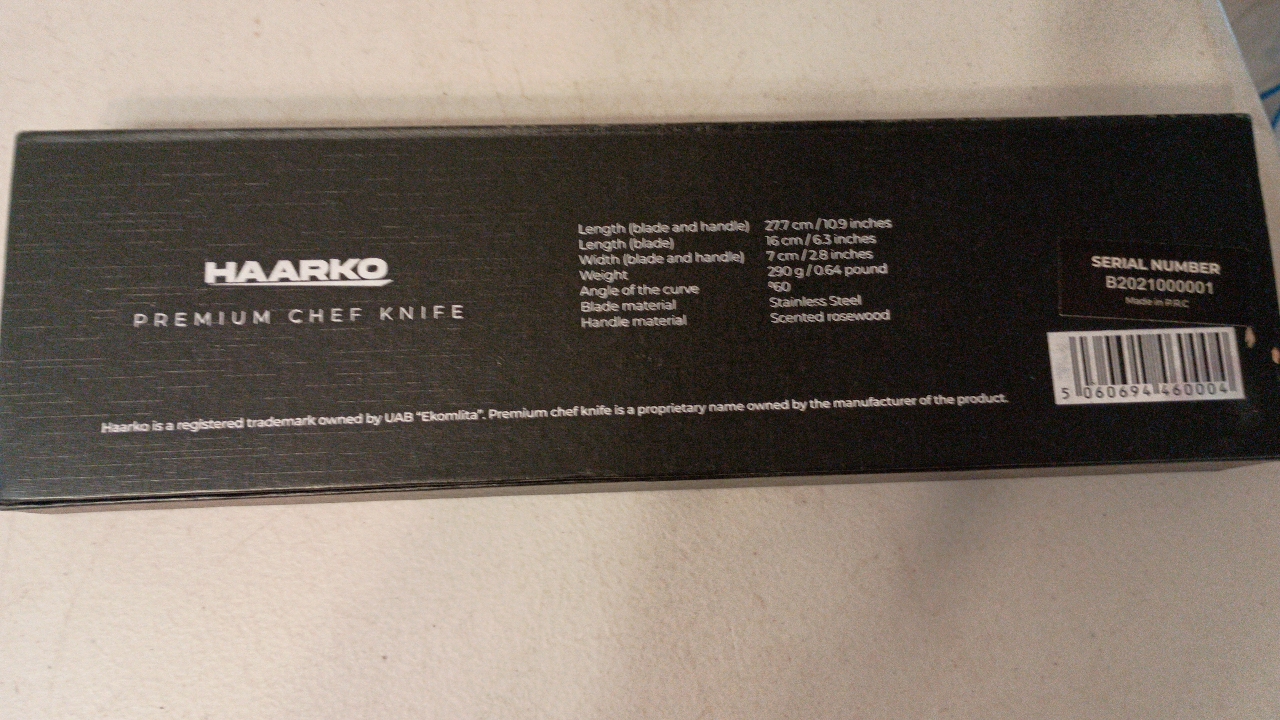 HAARKO
PREMIUM CHEF KNIFE
Length (blade and handle) 27.7 cm / 10.9 inches
Length (blade) 16 cm / 6.3 inches
Width (blade and handle) 7 cm / 2.8 inches
Weight 290 g / 0.64 pound
Angle of the curve °60
Blade material Stainless Steel
Handle material Scented rosewood
Haarko is a registered trademark owned by UAB “Ekomlita”. Premium chef knife is a proprietary name owned by the manufacturer of the product.
SERIAL NUMBER
B2021000001
Made in P.R.C
5 060694 460004